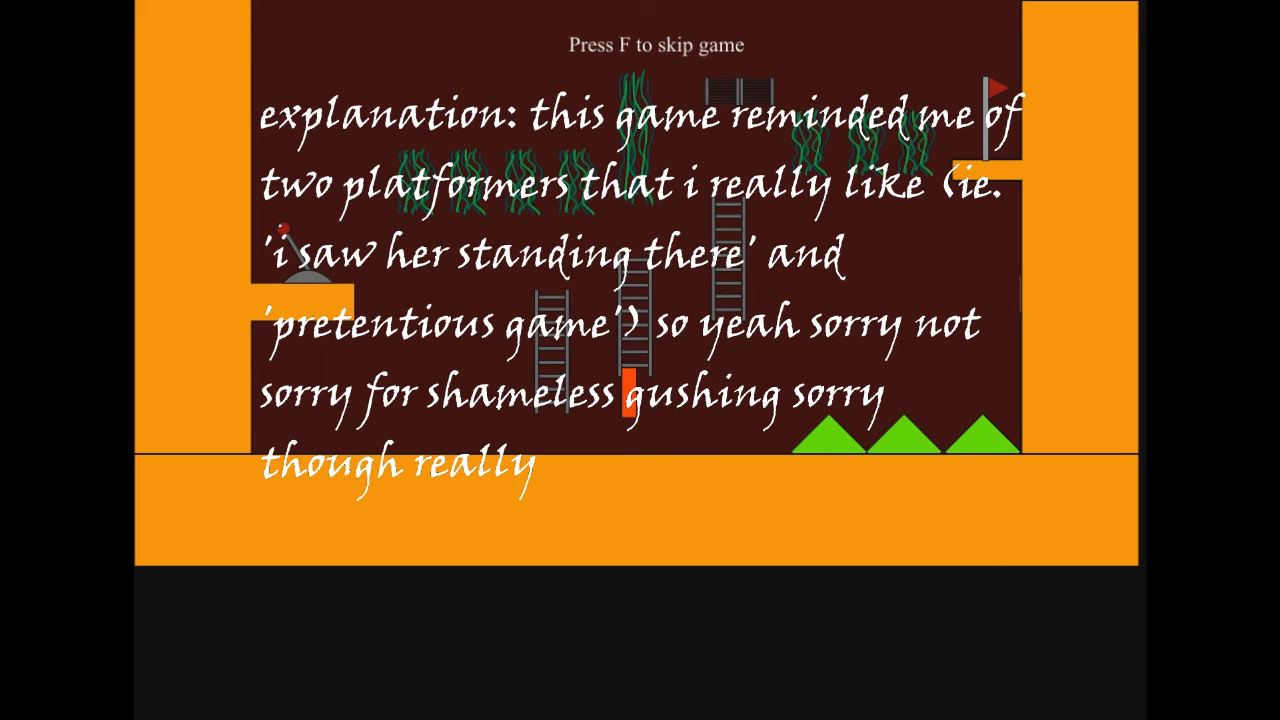 Press F to skip game
explanation: this game reminded me of
two platformers that i really like (ie.
'i saw her standing there' and
'pretentious game') so yeah sorry not
sorry for shameless gushing sorry
though really